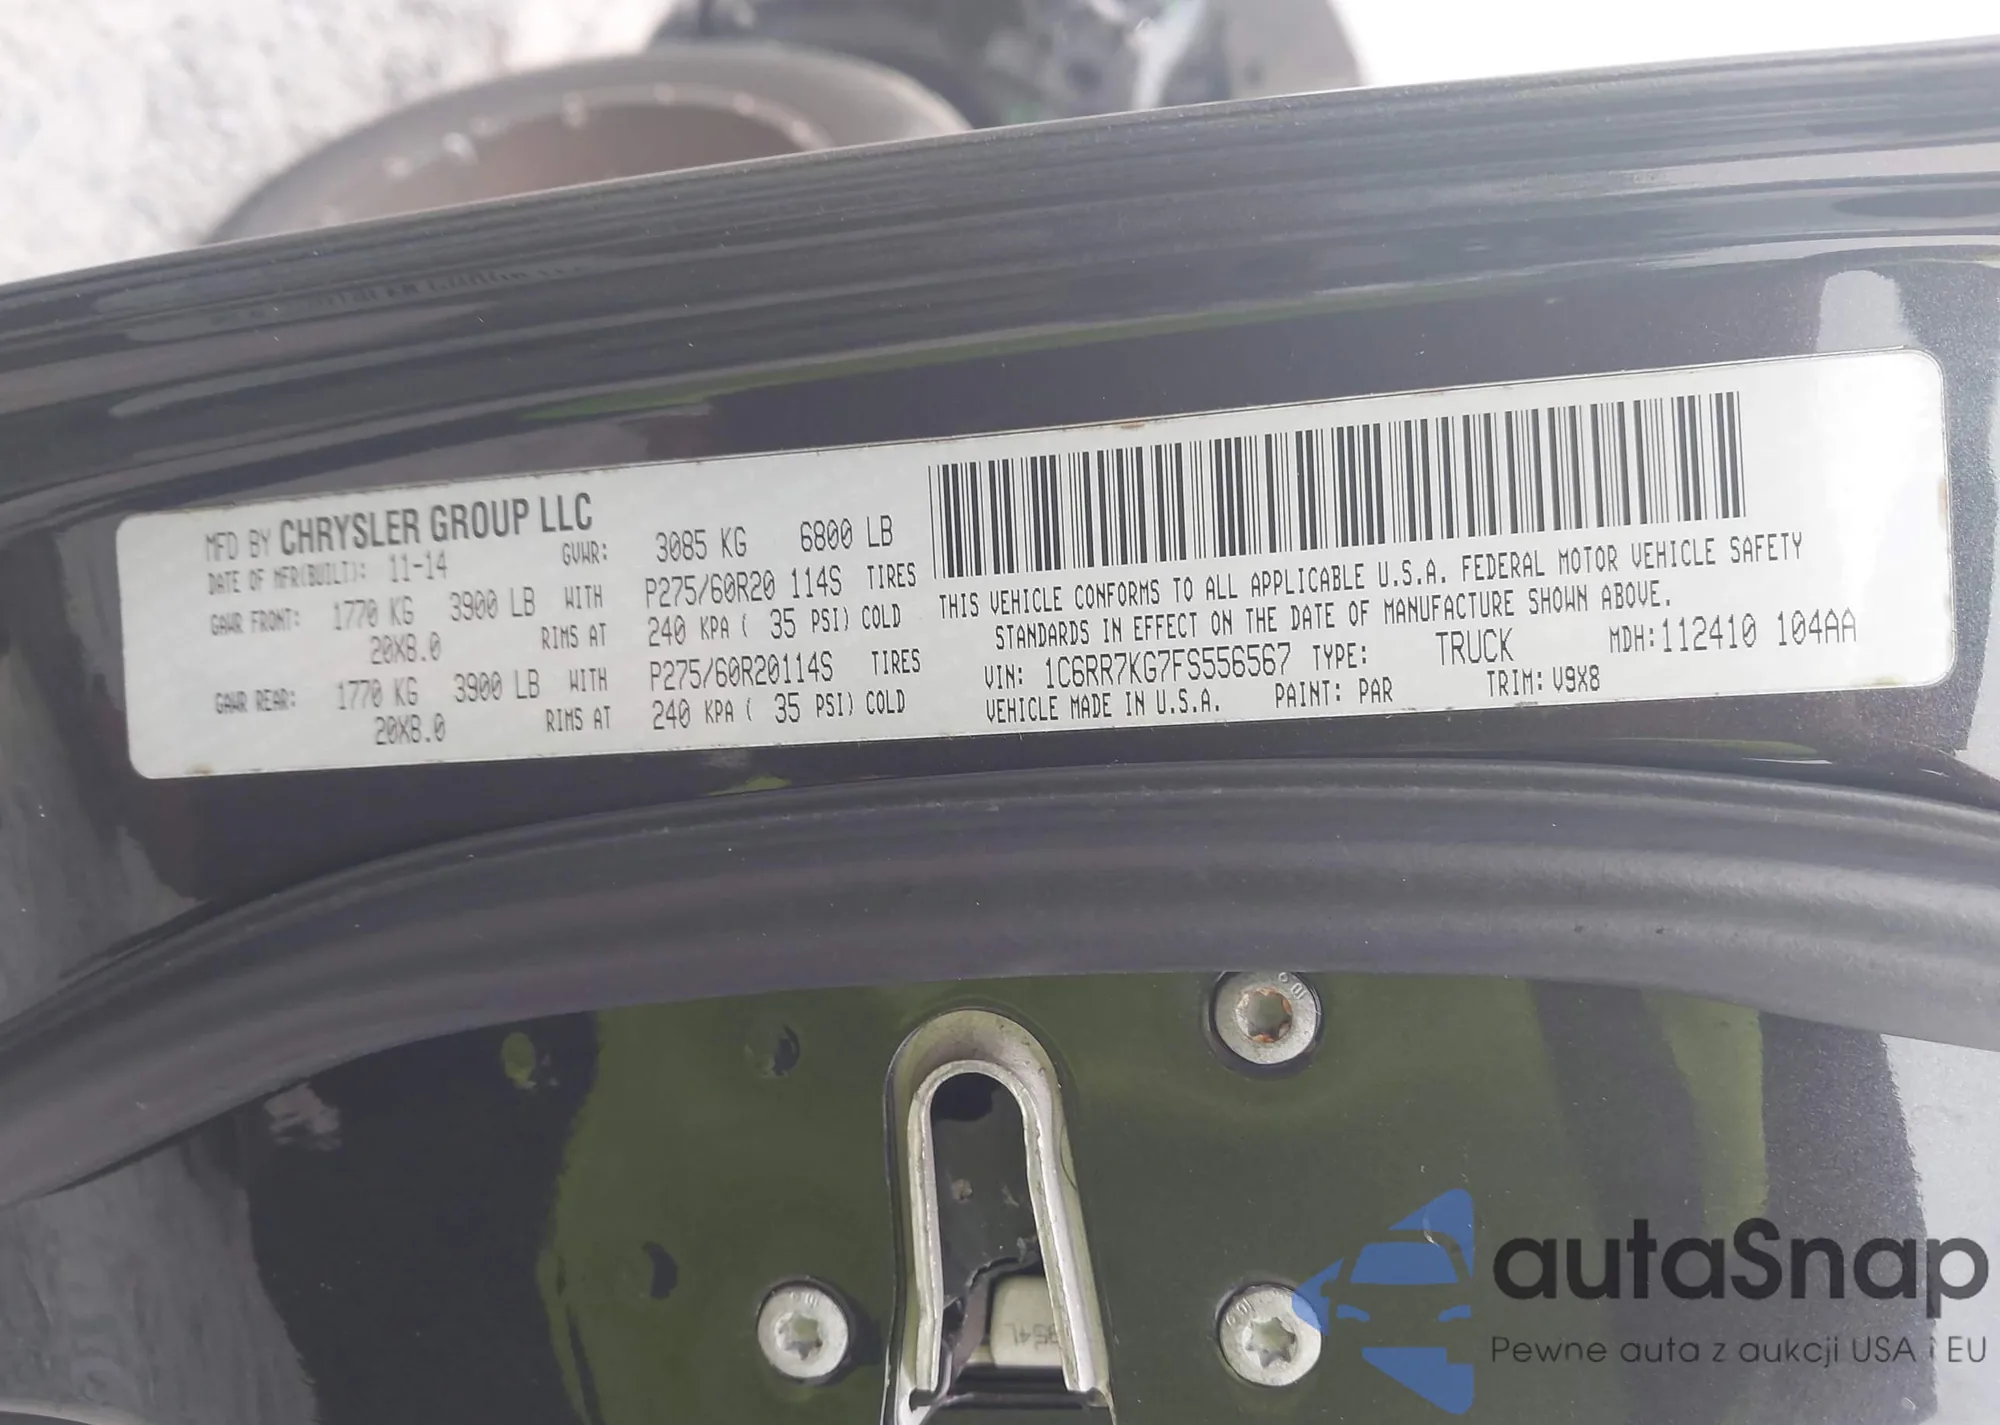 MFD BY CHRYSLER GROUP LLC
DATE OF MFR(BUILT): 11-14 GVWR: 3085 KG 6800 LB
GAWR FRONT: 1770 KG 3900 LB WITH P275/60R20 114S TIRES
20X8.0 RIMS AT 240 KPA ( 35 PSI) COLD
GAWR REAR: 1770 KG 3900 LB WITH P275/60R20114S TIRES
20X8.0 RIMS AT 240 KPA ( 35 PSI) COLD
THIS VEHICLE CONFORMS TO ALL APPLICABLE U.S.A. FEDERAL MOTOR VEHICLE SAFETY
STANDARDS IN EFFECT ON THE DATE OF MANUFACTURE SHOWN ABOVE.
VIN: 1C6RR7KG7FS556567 TYPE: TRUCK MDH:112410 104AA
VEHICLE MADE IN U.S.A. PAINT: PAR TRIM: V9X8
autaSnap
Pewne auta z aukcji USA i EU